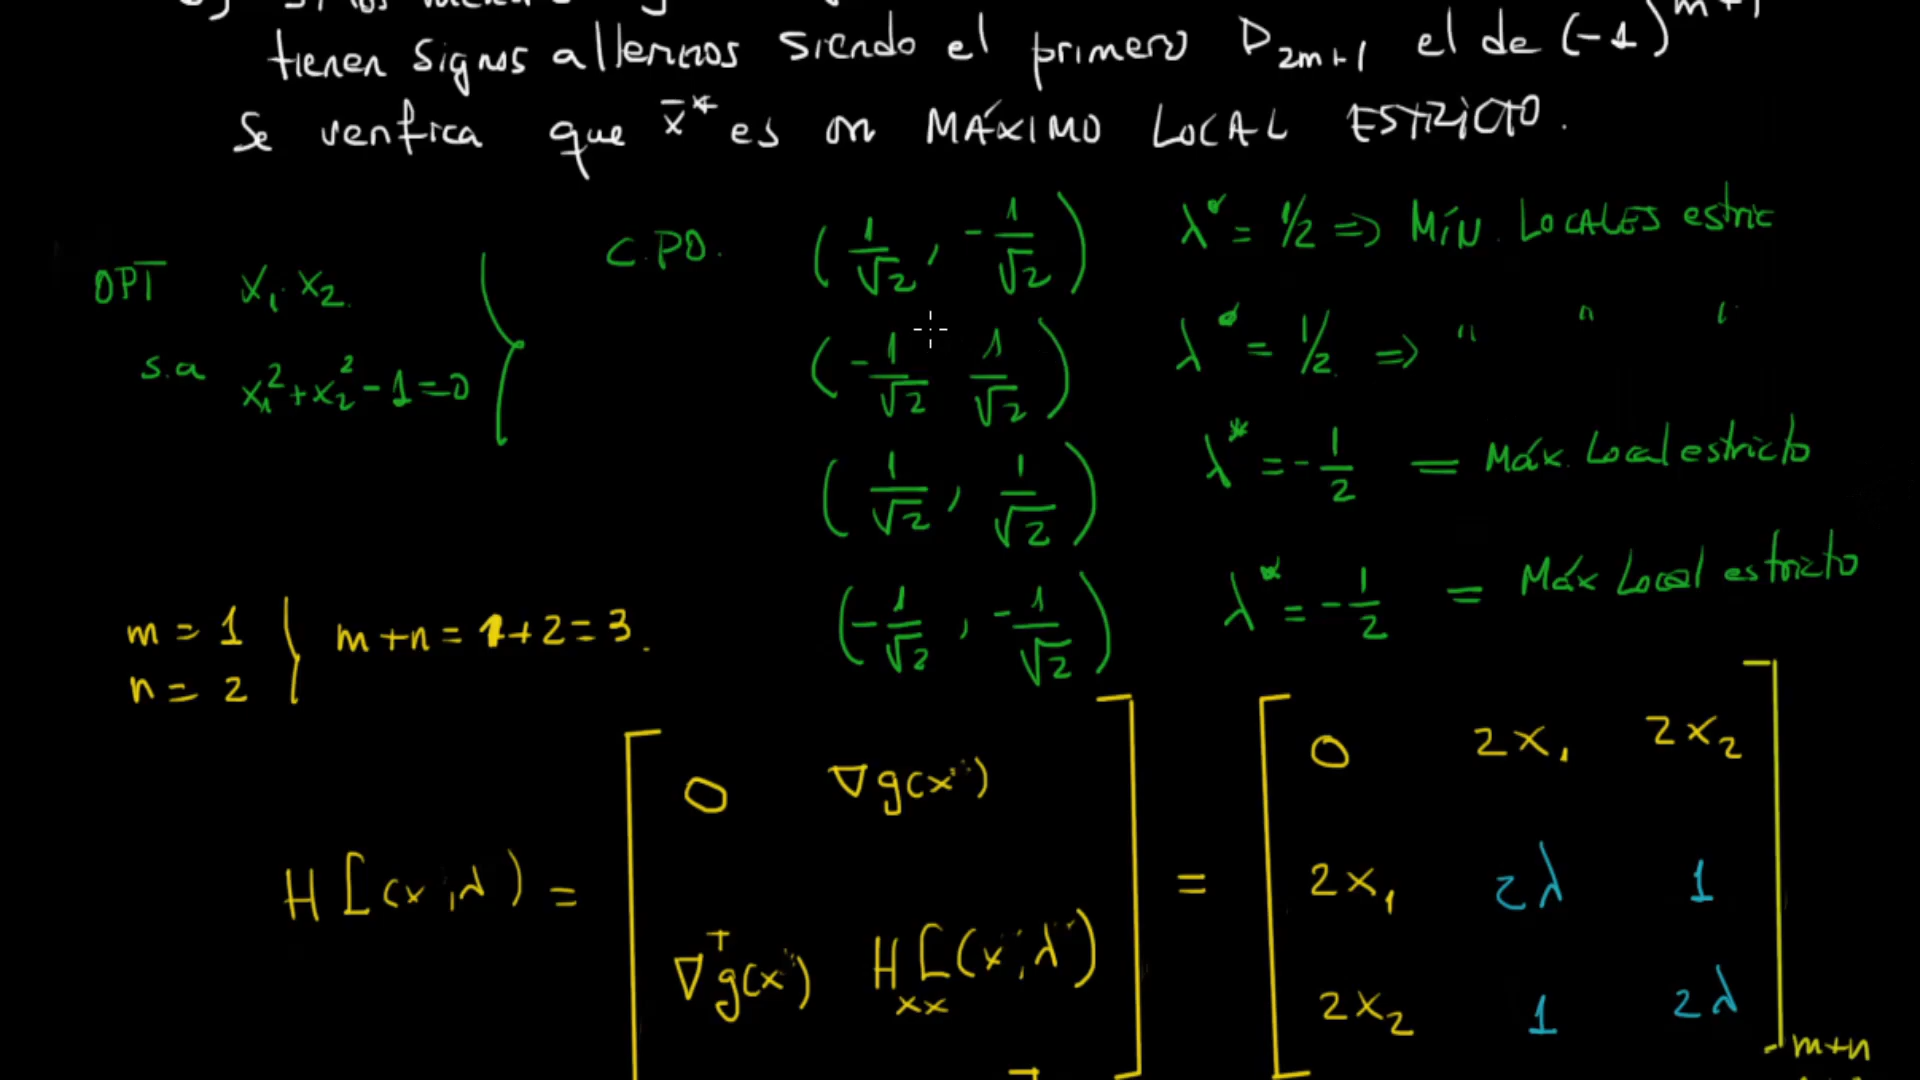 tienen signos alternos siendo el primero D₂ₘ₊₁ el de (-1)^{m+1}
Se verifica que x̄* es un MÁXIMO LOCAL ESTRICTO.
OPT x₁·x₂
s.a x₁²+x₂²-1=0
C.P.O.
(1/√2, -1/√2) λ* = 1/2 => MÍN. LOCALES estric
(-1/√2 1/√2) λ* = 1/2. => " " "
(1/√2, 1/√2) λ* = -1/2 = Máx. Local estricto
(-1/√2, -1/√2) λ* = -1/2 = Máx Local estricto
m = 1
n = 2
m+n = 1+2=3.
H L(x,λ) = [ 0 ∇g(x*) = [ 0 2x₁ 2x₂
2x₁ 2λ 1
∇ᵀg(x*) H L(x*,λ*) ]
xx
2x₂ 1 2λ ]
m+n